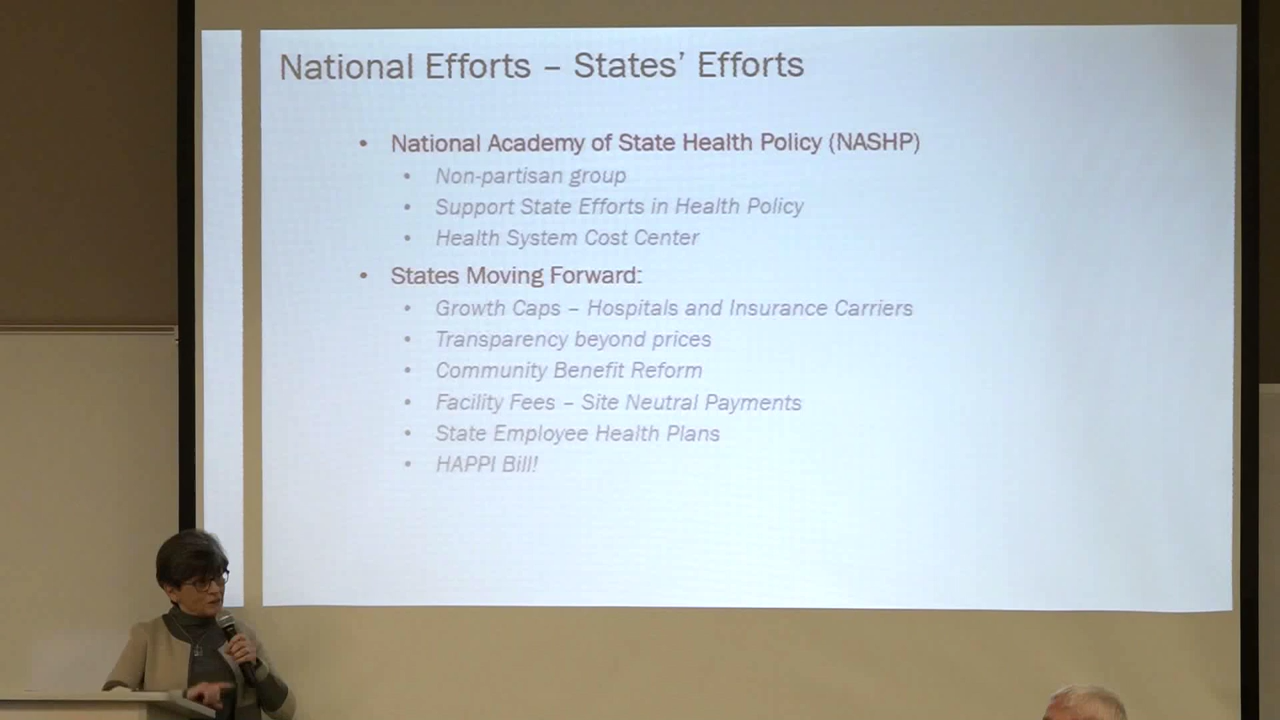 National Efforts – States’ Efforts
• National Academy of State Health Policy (NASHP)
• Non-partisan group
• Support State Efforts in Health Policy
• Health System Cost Center
• States Moving Forward:
• Growth Caps – Hospitals and Insurance Carriers
• Transparency beyond prices
• Community Benefit Reform
• Facility Fees – Site Neutral Payments
• State Employee Health Plans
• HAPPI Bill!